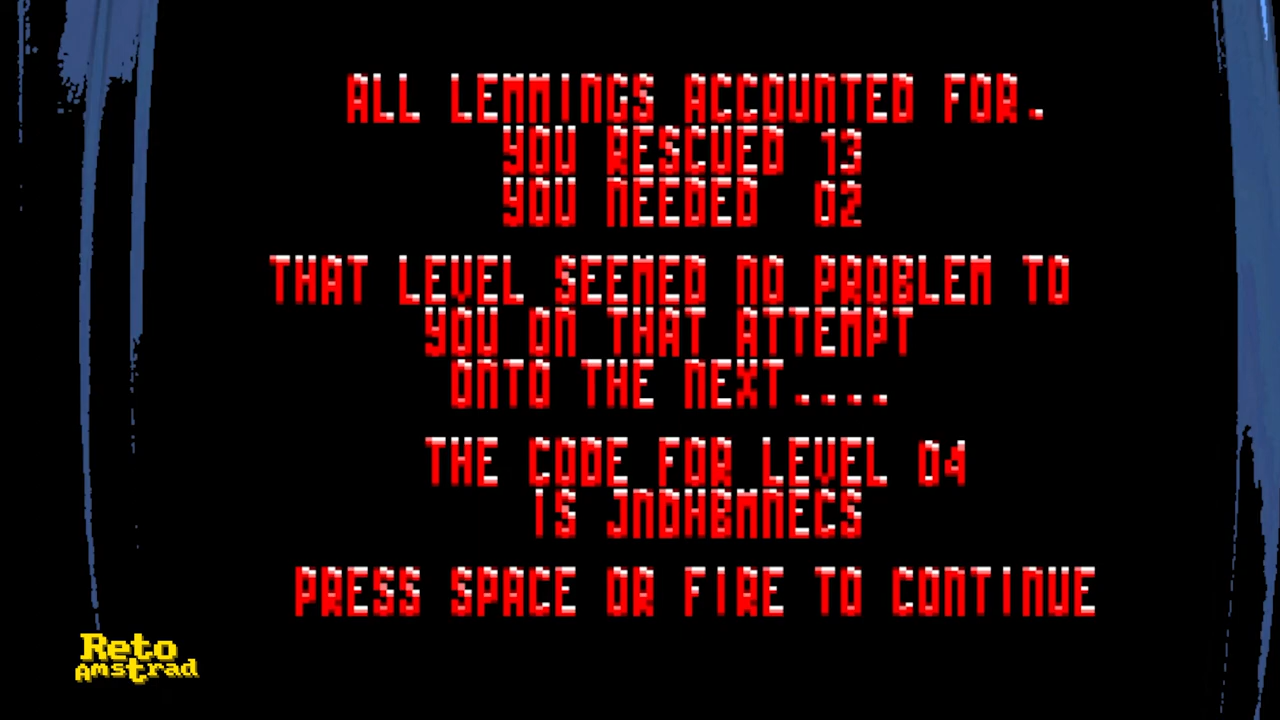 ALL LEMMINGS ACCOUNTED FOR.
YOU RESCUED 13
YOU NEEDED 02
THAT LEVEL SEEMED NO PROBLEM TO
YOU ON THAT ATTEMPT
ONTO THE NEXT....
THE CODE FOR LEVEL 04
IS JNDHBMNECS
PRESS SPACE OR FIRE TO CONTINUE
Reto
Amstrad